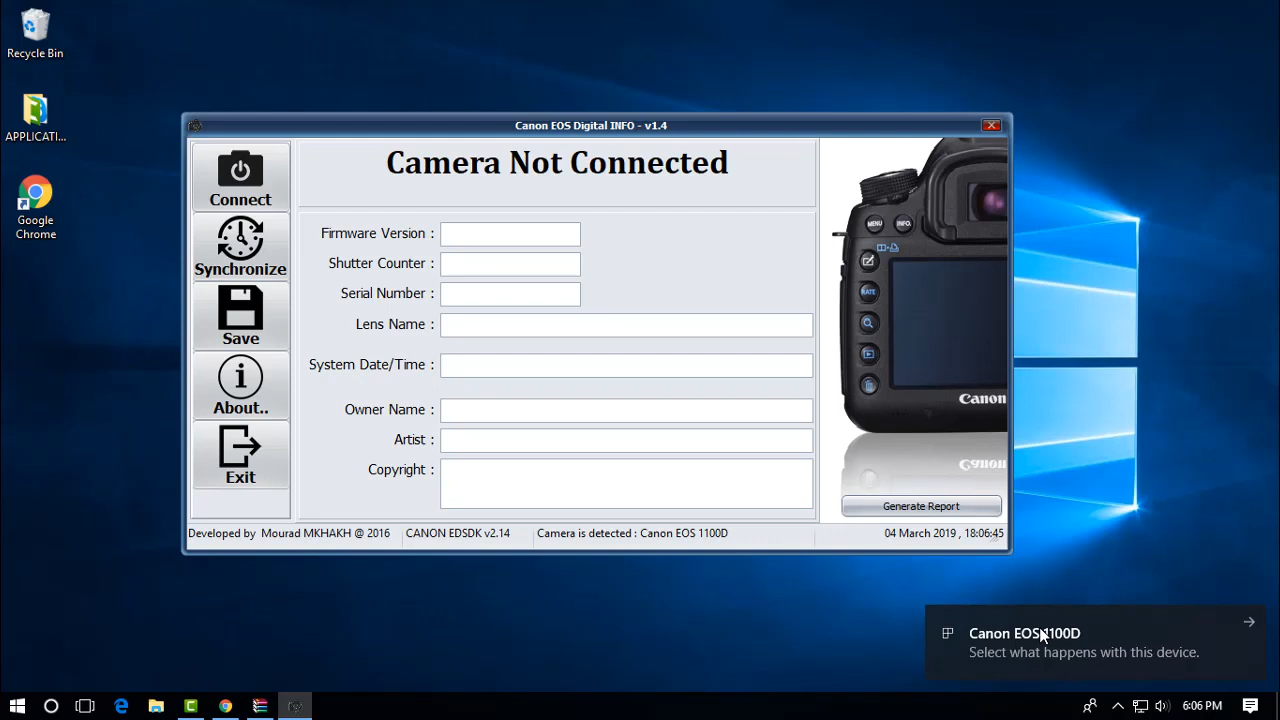 Recycle Bin
APPLICATI...
Google
Chrome
Canon EOS Digital INFO - v1.4
Connect
Synchronize
Save
About..
Exit
Camera Not Connected
Firmware Version :
Shutter Counter :
Serial Number :
Lens Name :
System Date/Time :
Owner Name :
Artist :
Copyright :
MENU
INFO.
RATE
Canon
Generate Report
Developed by Mourad MKHAKH @ 2016
CANON EDSDK v2.14
Camera is detected : Canon EOS 1100D
04 March 2019 , 18:06:45
Canon EOS 1100D
Select what happens with this device.
6:06 PM